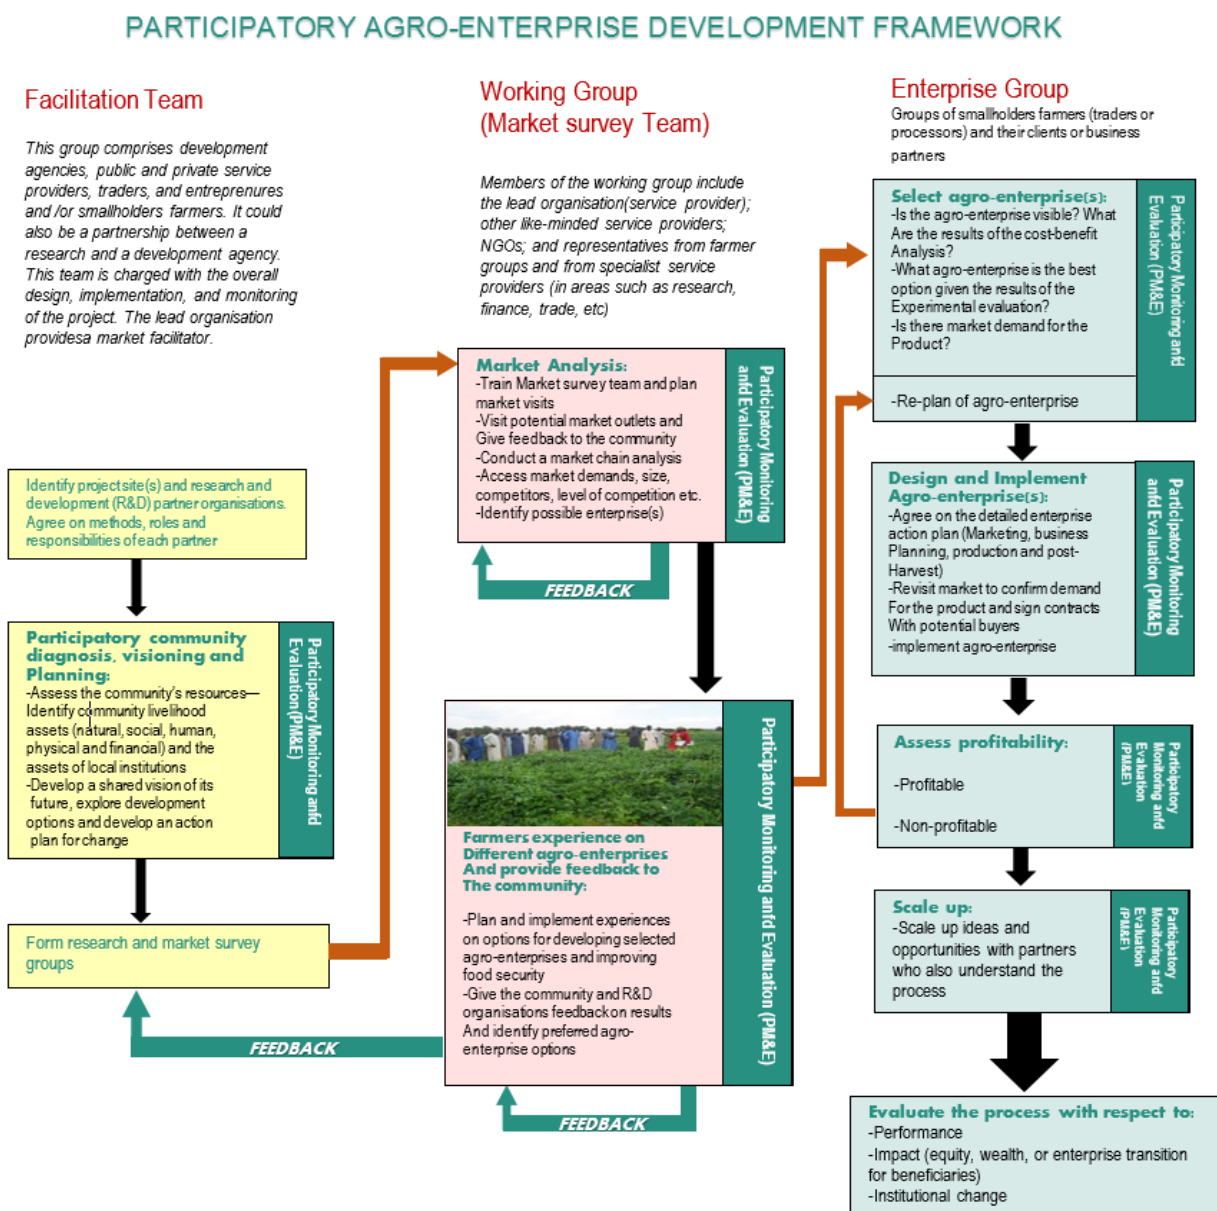 PARTICIPATORY AGRO-ENTERPRISE DEVELOPMENT FRAMEWORK
Facilitation Team
This group comprises development
agencies, public and private service
providers, traders, and entreprenures
and /or smallholders farmers. It could
also be a partnership between a
research and a development agency.
This team is charged with the overall
design, implementation, and monitoring
of the project. The lead organisation
providesa market facilitator.
Identify project site(s) and research and
development (R&D) partner organisations.
Agree on methods, roles and
responsibilities of each partner
Participatory community
diagnosis, visioning and
Planning:
-Assess the community's resources—
Identify community livelihood
assets (natural, social, human,
physical and financial) and the
assets of local institutions
-Develop a shared vision of its
future, explore development
options and develop an action
plan for change
Participatory Monitoring anfd
Evaluation (PM&E)
Form research and market survey
groups
FEEDBACK
Working Group
(Market survey Team)
Members of the working group include
the lead organisation(service provider);
other like-minded service providers;
NGOs; and representatives from farmer
groups and from specialist service
providers (in areas such as research,
finance, trade, etc)
Market Analysis:
-Train Market survey team and plan
market visits
-Visit potential market outlets and
Give feedback to the community
-Conduct a market chain analysis
-Access market demands, size,
competitors, level of competition etc.
-Identify possible enterprise(s)
Participatory Monitoring
anfd Evaluation (PM&E)
FEEDBACK
Farmers experience on
Different agro-enterprises
And provide feedback to
The community:
-Plan and implement experiences
on options for developing selected
agro-enterprises and improving
food security
-Give the community and R&D
organisations feedback on results
And identify preferred agro-
enterprise options
Participatory Monitoring anfd Evaluation (PM&E)
FEEDBACK
Enterprise Group
Groups of smallholders farmers (traders or
processors) and their clients or business
partners
Select agro-enterprise(s):
-Is the agro-enterprise visible? What
Are the results of the cost-benefit
Analysis?
-What agro-enterprise is the best
option given the results of the
Experimental evaluation?
-Is there market demand for the
Product?
-Re-plan of agro-enterprise
Participatory Monitoring anfd
Evaluation (PM&E)
Design and Implement
Agro-enterprise(s):
-Agree on the detailed enterprise
action plan (Marketing, business
Planning, production and post-
Harvest)
-Revisit market to confirm demand
For the product and sign contracts
With potential buyers
-implement agro-enterprise
Participatory Monitoring
anfd Evaluation (PM&E)
Assess profitability:
-Profitable
-Non-profitable
Participatory
Monitoring anfd
Evaluation
(PM&E)
Scale up:
-Scale up ideas and
opportunities with partners
who also understand the
process
Participatory
Monitoring anfd
Evaluation
(PM&E)
Evaluate the process with respect to:
-Performance
-Impact (equity, wealth, or enterprise transition
for beneficiaries)
-Institutional change